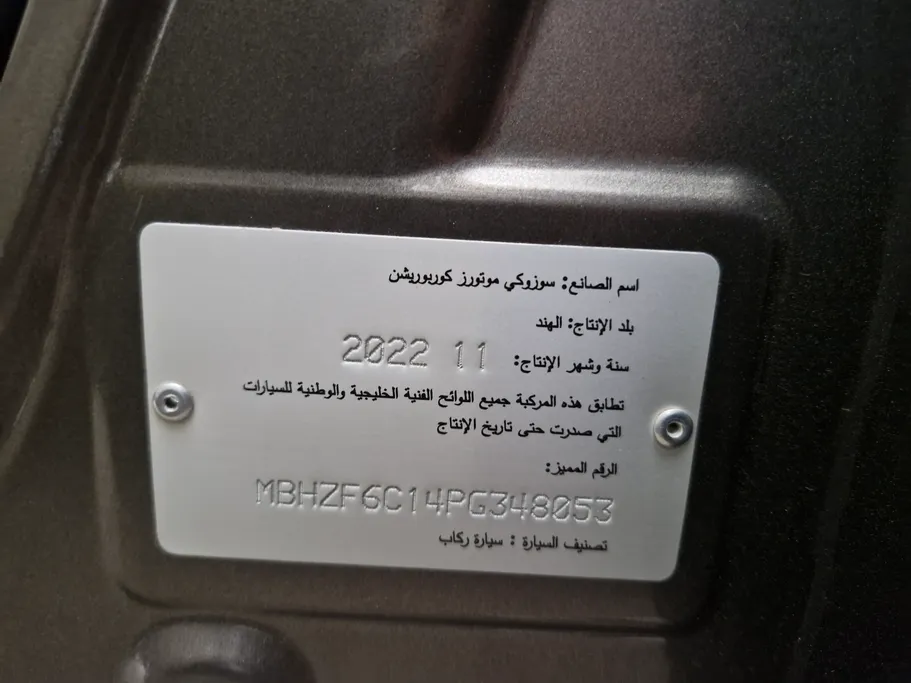 اسم الصانع: سوزوكي موتورز كوربوريشن
بلد الإنتاج: الهند
سنة وشهر الإنتاج: 2022 11
تطابق هذه المركبة جميع اللوائح الفنية الخليجية والوطنية للسيارات
التي صدرت حتى تاريخ الإنتاج
الرقم المميز:
MBHZF6C14PG348053
تصنيف السيارة : سيارة ركاب